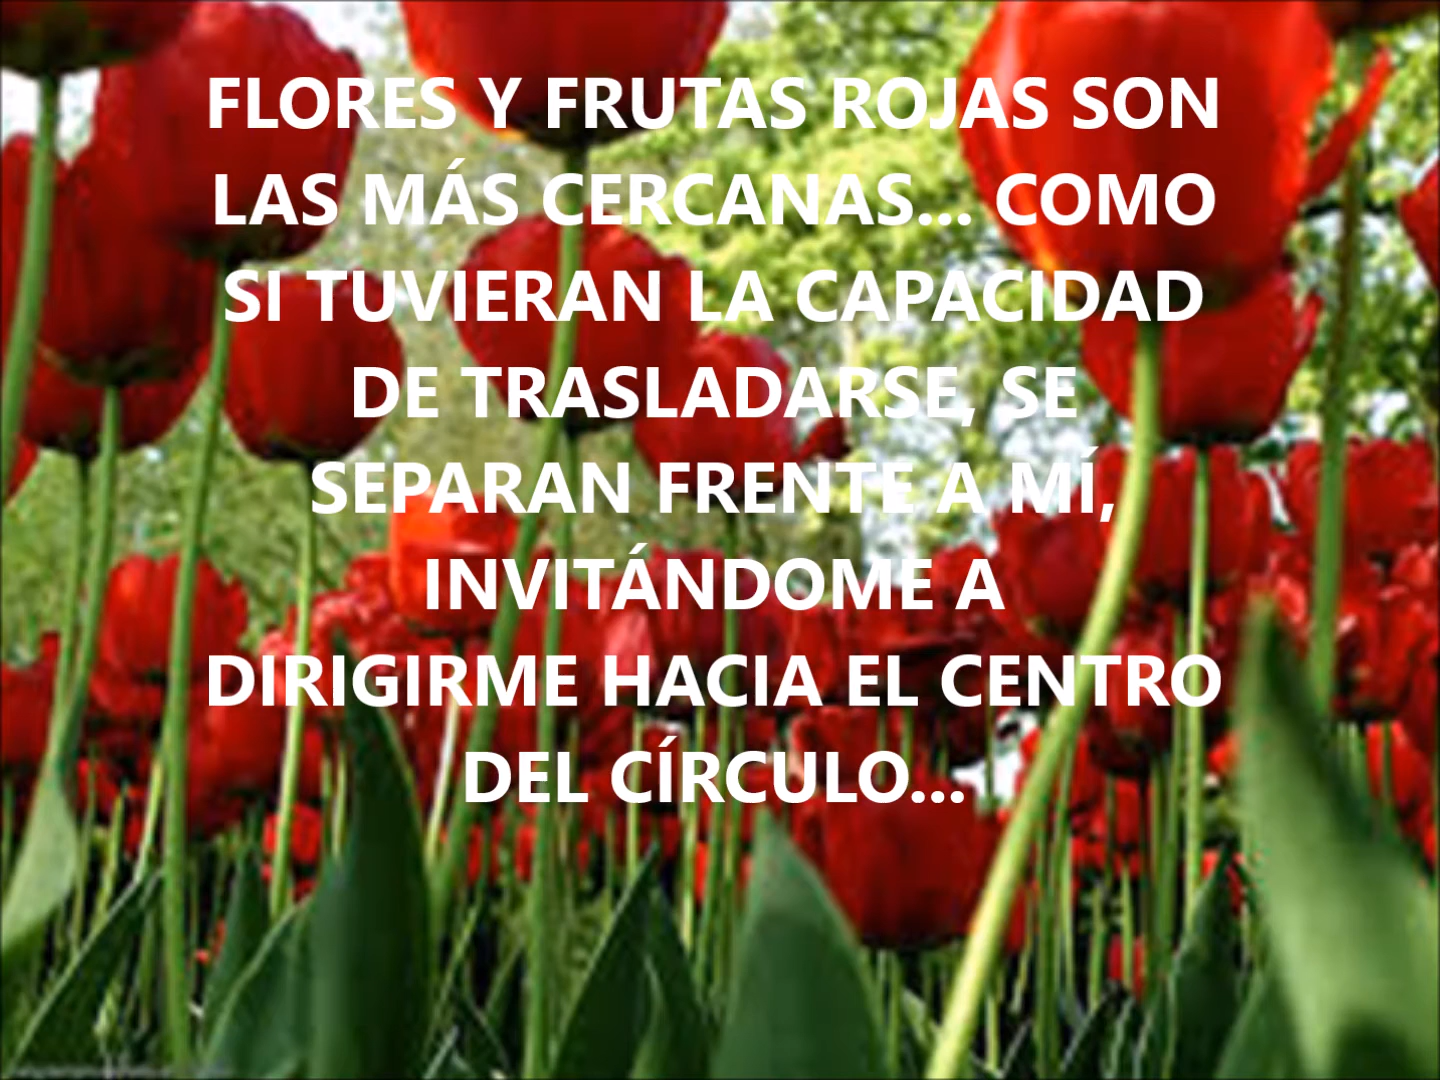 FLORES Y FRUTAS ROJAS SON
LAS MÁS CERCANAS... COMO
SI TUVIERAN LA CAPACIDAD
DE TRASLADARSE, SE
SEPARAN FRENTE A MÍ,
INVITÁNDOME A
DIRIGIRME HACIA EL CENTRO
DEL CÍRCULO...